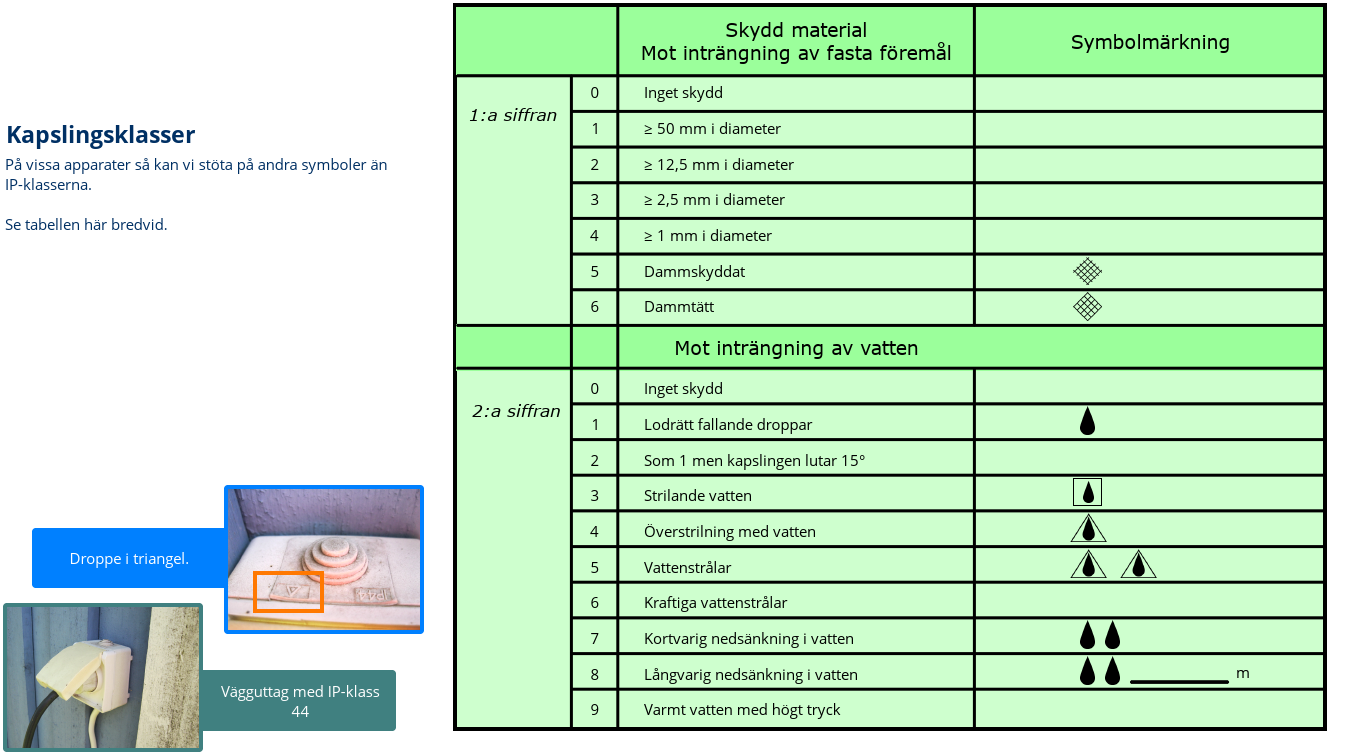 Kapslingsklasser
På vissa apparater så kan vi stöta på andra symboler än
IP-klasserna.
Se tabellen här bredvid.
Droppe i triangel.
Vägguttag med IP-klass
44
Skydd material
Mot inträngning av fasta föremål
Symbolmärkning
1:a siffran
0 Inget skydd
1 ≥ 50 mm i diameter
2 ≥ 12,5 mm i diameter
3 ≥ 2,5 mm i diameter
4 ≥ 1 mm i diameter
5 Dammskyddat
6 Dammtätt
Mot inträngning av vatten
2:a siffran
0 Inget skydd
1 Lodrätt fallande droppar
2 Som 1 men kapslingen lutar 15°
3 Strilande vatten
4 Överstrilning med vatten
5 Vattenstrålar
6 Kraftiga vattenstrålar
7 Kortvarig nedsänkning i vatten
8 Långvarig nedsänkning i vatten m
9 Varmt vatten med högt tryck